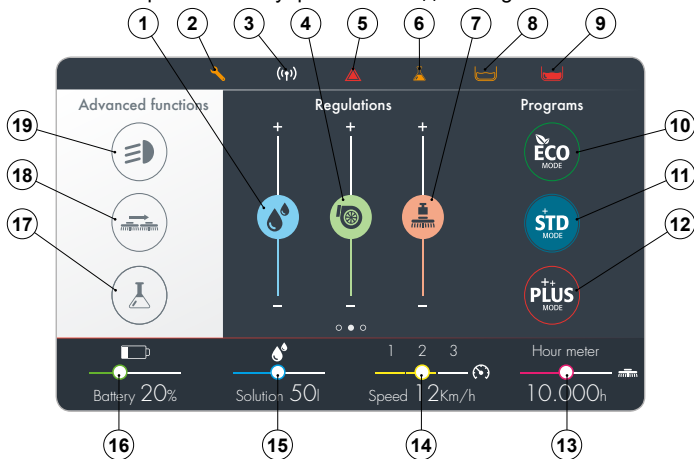 1 2 3 4 5 6 7 8 9
Advanced functions Regulations Programs
+ + +
19 10
ECO
MODE
18 11
+
STD
MODE
17 12
++
PLUS
MODE
− − −
1 2 3 Hour meter
Battery 20% Solution 50l Speed 12Km/h 10.000h
16 15 14 13